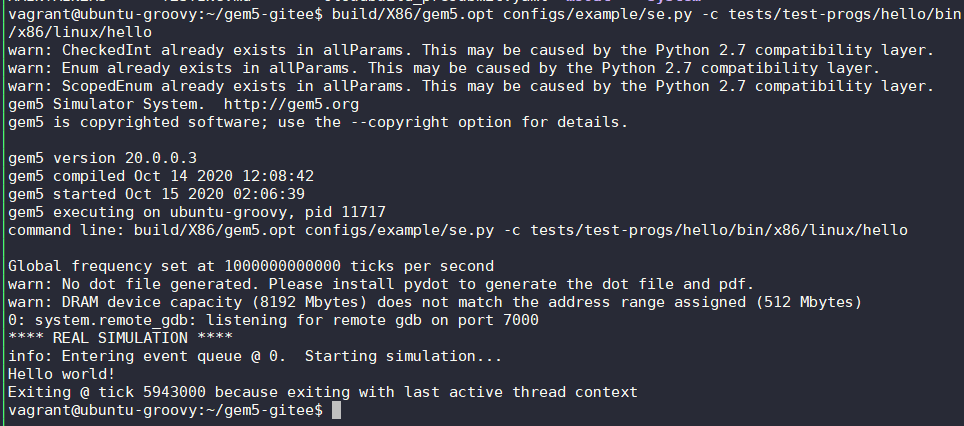 vagrant@ubuntu-groovy:~/gem5-gitee$ build/X86/gem5.opt configs/example/se.py -c tests/test-progs/hello/bin
/x86/linux/hello
warn: CheckedInt already exists in allParams. This may be caused by the Python 2.7 compatibility layer.
warn: Enum already exists in allParams. This may be caused by the Python 2.7 compatibility layer.
warn: ScopedEnum already exists in allParams. This may be caused by the Python 2.7 compatibility layer.
gem5 Simulator System.  http://gem5.org
gem5 is copyrighted software; use the --copyright option for details.

gem5 version 20.0.0.3
gem5 compiled Oct 14 2020 12:08:42
gem5 started Oct 15 2020 02:06:39
gem5 executing on ubuntu-groovy, pid 11717
command line: build/X86/gem5.opt configs/example/se.py -c tests/test-progs/hello/bin/x86/linux/hello

Global frequency set at 1000000000000 ticks per second
warn: No dot file generated. Please install pydot to generate the dot file and pdf.
warn: DRAM device capacity (8192 Mbytes) does not match the address range assigned (512 Mbytes)
0: system.remote_gdb: listening for remote gdb on port 7000
**** REAL SIMULATION ****
info: Entering event queue @ 0.  Starting simulation...
Hello world!
Exiting @ tick 5943000 because exiting with last active thread context
vagrant@ubuntu-groovy:~/gem5-gitee$